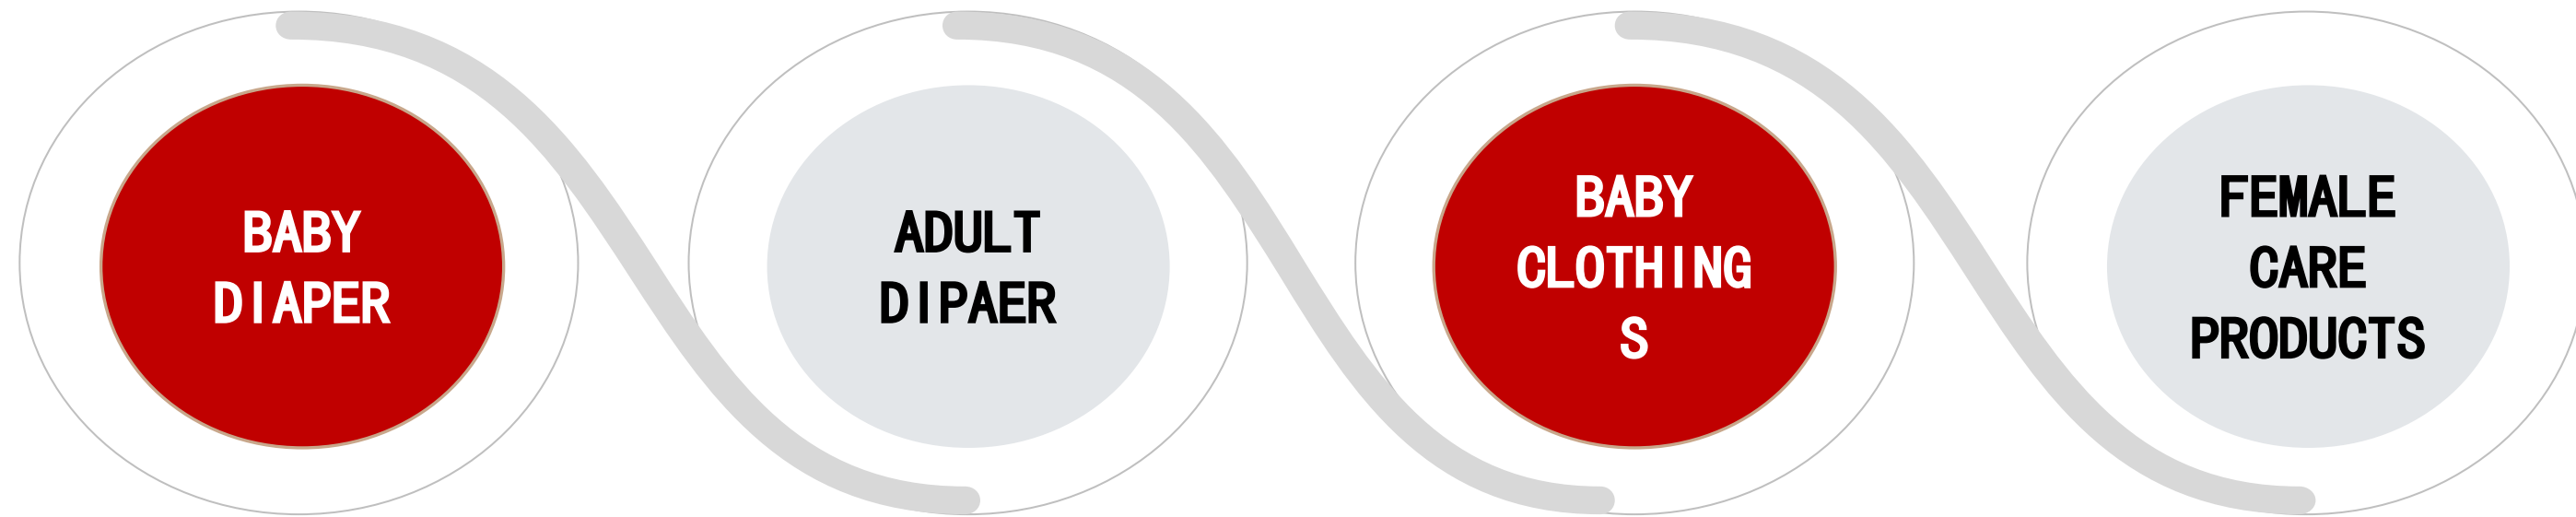 BABY
DIAPER
ADULT
DIPAER
BABY
CLOTHING
S
FEMALE
CARE
PRODUCTS